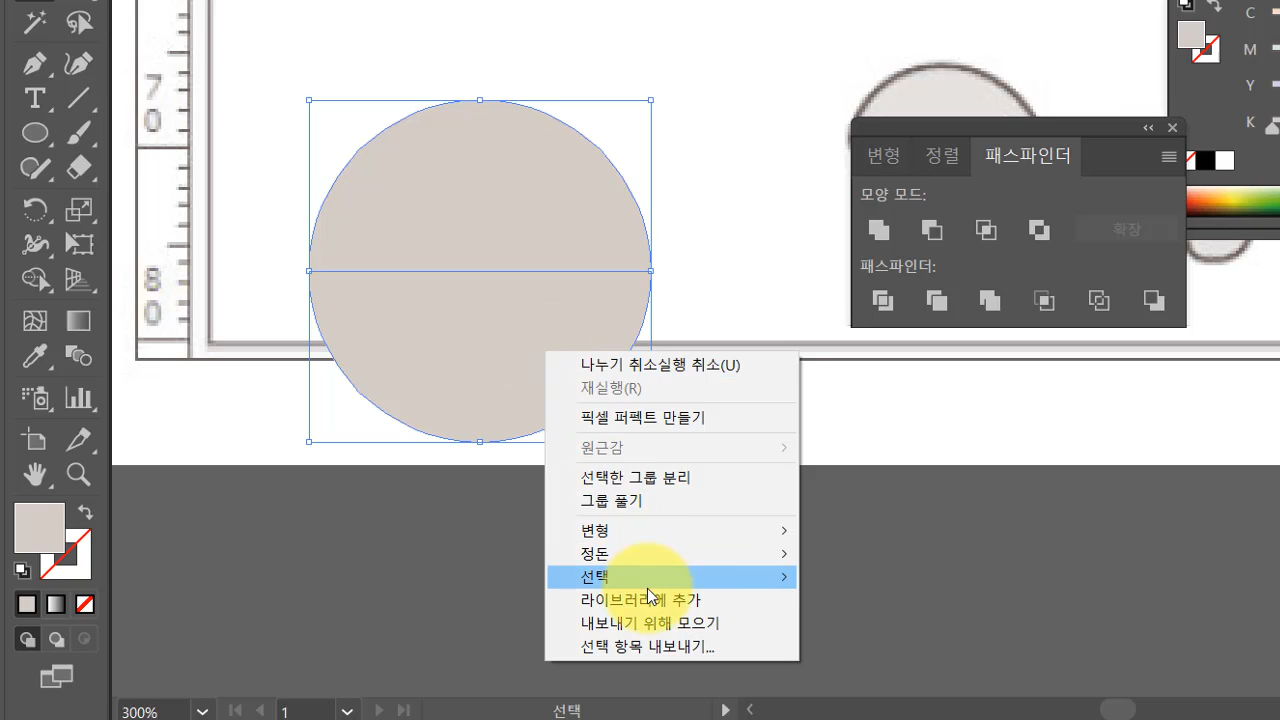 C
M
Y
K
7
0
8
0
변형 정렬 패스파인더
모양 모드:
확장
패스파인더:
나누기 취소실행 취소(U)
재실행(R)
픽셀 퍼펙트 만들기
원근감
선택한 그룹 분리
그룹 풀기
변형
정돈
선택
라이브러리에 추가
내보내기 위해 모으기
선택 항목 내보내기...
300% 1 선택